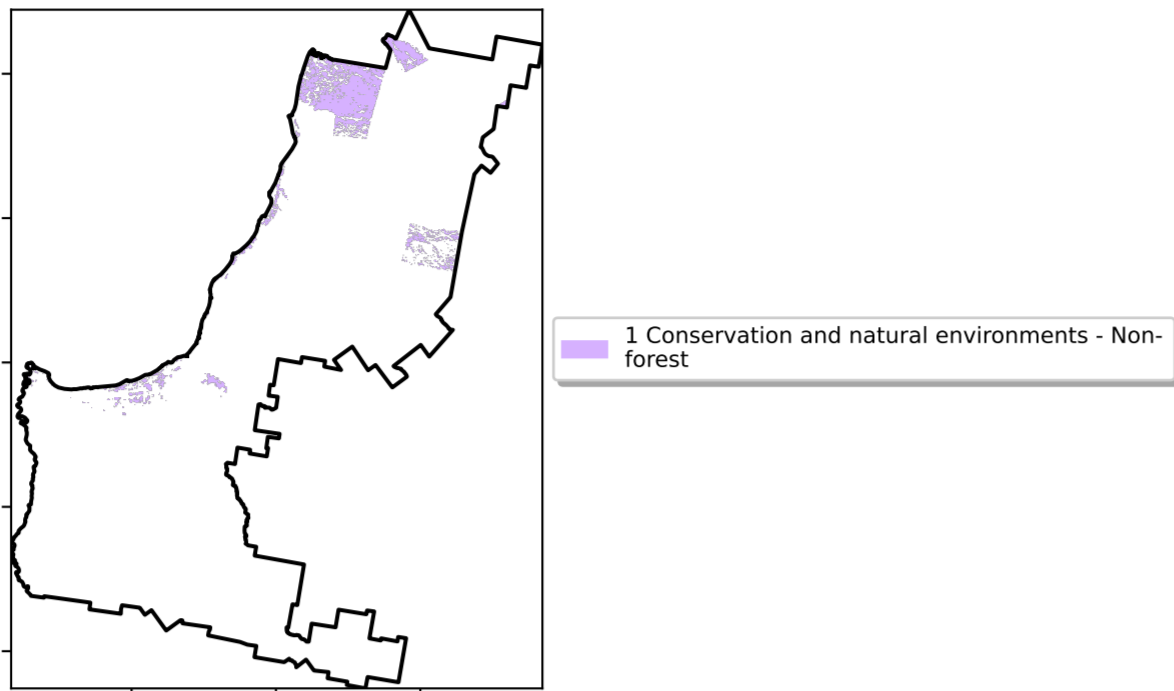 1 Conservation and natural environments - Non-
forest